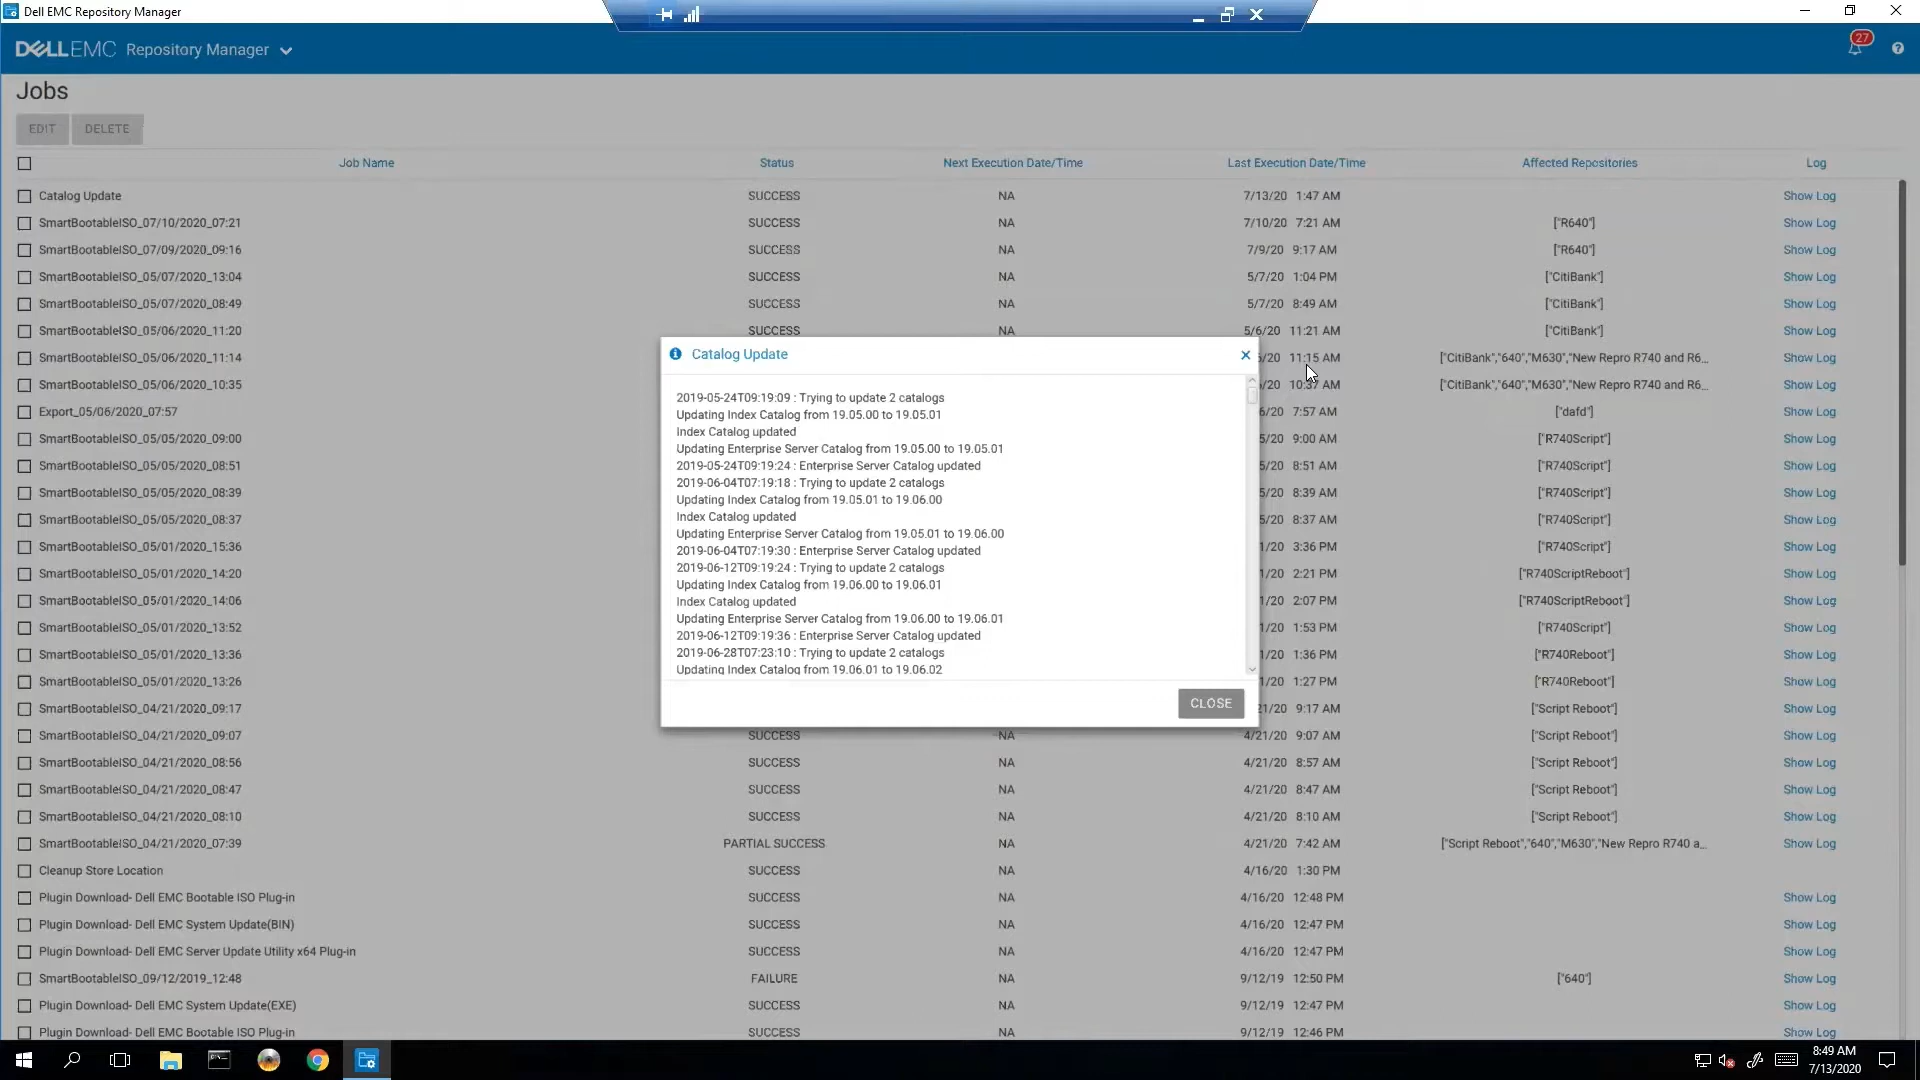 Dell EMC Repository Manager
DELLEMC Repository Manager
27
?
Jobs
EDIT DELETE
Job Name Status Next Execution Date/Time Last Execution Date/Time Affected Repositories Log
Catalog Update SUCCESS NA 7/13/20 1:47 AM Show Log
SmartBootableISO_07/10/2020_07:21 SUCCESS NA 7/10/20 7:21 AM ["R640"] Show Log
SmartBootableISO_07/09/2020_09:16 SUCCESS NA 7/9/20 9:17 AM ["R640"] Show Log
SmartBootableISO_05/07/2020_13:04 SUCCESS NA 5/7/20 1:04 PM ["CitiBank"] Show Log
SmartBootableISO_05/07/2020_08:49 SUCCESS NA 5/7/20 8:49 AM ["CitiBank"] Show Log
SmartBootableISO_05/06/2020_11:20 SUCCESS NA 5/6/20 11:21 AM ["CitiBank"] Show Log
SmartBootableISO_05/06/2020_11:14 /20 11:15 AM ["CitiBank","640","M630","New Repro R740 and R6... Show Log
SmartBootableISO_05/06/2020_10:35 /20 10:37 AM ["CitiBank","640","M630","New Repro R740 and R6... Show Log
Export_05/06/2020_07:57 6/20 7:57 AM ["dafd"] Show Log
SmartBootableISO_05/05/2020_09:00 5/20 9:00 AM ["R740Script"] Show Log
SmartBootableISO_05/05/2020_08:51 5/20 8:51 AM ["R740Script"] Show Log
SmartBootableISO_05/05/2020_08:39 5/20 8:39 AM ["R740Script"] Show Log
SmartBootableISO_05/05/2020_08:37 5/20 8:37 AM ["R740Script"] Show Log
SmartBootableISO_05/01/2020_15:36 1/20 3:36 PM ["R740Script"] Show Log
SmartBootableISO_05/01/2020_14:20 1/20 2:21 PM ["R740ScriptReboot"] Show Log
SmartBootableISO_05/01/2020_14:06 1/20 2:07 PM ["R740ScriptReboot"] Show Log
SmartBootableISO_05/01/2020_13:52 1/20 1:53 PM ["R740Script"] Show Log
SmartBootableISO_05/01/2020_13:36 1/20 1:36 PM ["R740Reboot"] Show Log
SmartBootableISO_05/01/2020_13:26 1/20 1:27 PM ["R740Reboot"] Show Log
SmartBootableISO_04/21/2020_09:17 21/20 9:17 AM ["Script Reboot"] Show Log
SmartBootableISO_04/21/2020_09:07 SUCCESS NA 4/21/20 9:07 AM ["Script Reboot"] Show Log
SmartBootableISO_04/21/2020_08:56 SUCCESS NA 4/21/20 8:57 AM ["Script Reboot"] Show Log
SmartBootableISO_04/21/2020_08:47 SUCCESS NA 4/21/20 8:47 AM ["Script Reboot"] Show Log
SmartBootableISO_04/21/2020_08:10 SUCCESS NA 4/21/20 8:10 AM ["Script Reboot"] Show Log
SmartBootableISO_04/21/2020_07:39 PARTIAL SUCCESS NA 4/21/20 7:42 AM ["Script Reboot","640","M630","New Repro R740 a... Show Log
Cleanup Store Location SUCCESS NA 4/16/20 1:30 PM
Plugin Download- Dell EMC Bootable ISO Plug-in SUCCESS NA 4/16/20 12:48 PM Show Log
Plugin Download- Dell EMC System Update(BIN) SUCCESS NA 4/16/20 12:47 PM Show Log
Plugin Download- Dell EMC Server Update Utility x64 Plug-in SUCCESS NA 4/16/20 12:47 PM Show Log
SmartBootableISO_09/12/2019_12:48 FAILURE NA 9/12/19 12:50 PM ["640"] Show Log
Plugin Download- Dell EMC System Update(EXE) SUCCESS NA 9/12/19 12:47 PM Show Log
Plugin Download- Dell EMC Bootable ISO Plug-in SUCCESS NA 9/12/19 12:46 PM Show Log
Catalog Update
2019-05-24T09:19:09 : Trying to update 2 catalogs
Updating Index Catalog from 19.05.00 to 19.05.01
Index Catalog updated
Updating Enterprise Server Catalog from 19.05.00 to 19.05.01
2019-05-24T09:19:24 : Enterprise Server Catalog updated
2019-06-04T07:19:18 : Trying to update 2 catalogs
Updating Index Catalog from 19.05.01 to 19.06.00
Index Catalog updated
Updating Enterprise Server Catalog from 19.05.01 to 19.06.00
2019-06-04T07:19:30 : Enterprise Server Catalog updated
2019-06-12T09:19:24 : Trying to update 2 catalogs
Updating Index Catalog from 19.06.00 to 19.06.01
Index Catalog updated
Updating Enterprise Server Catalog from 19.06.00 to 19.06.01
2019-06-12T09:19:36 : Enterprise Server Catalog updated
2019-06-28T07:23:10 : Trying to update 2 catalogs
Updating Index Catalog from 19.06.01 to 19.06.02
CLOSE
8:49 AM
7/13/2020